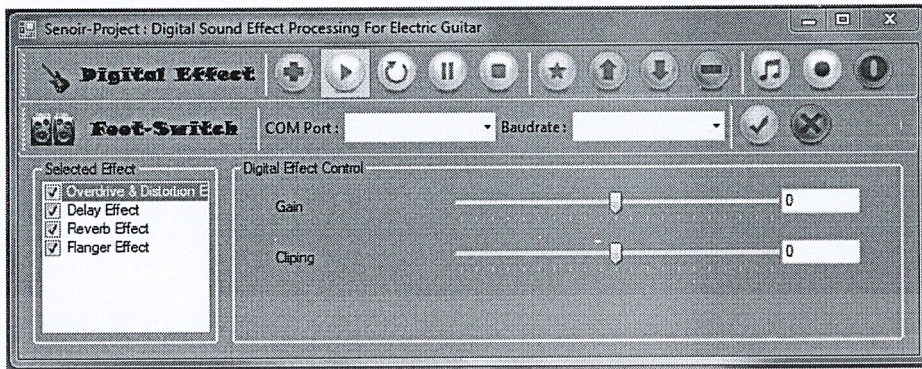 Senoir-Project : Digital Sound Effect Processing For Electric Guitar
Digital Effect
Foot-Switch COM Port : Baudrate :
Selected Effect
Overdrive & Distortion E
Delay Effect
Reverb Effect
Flanger Effect
Digital Effect Control
Gain 0
Cliping 0